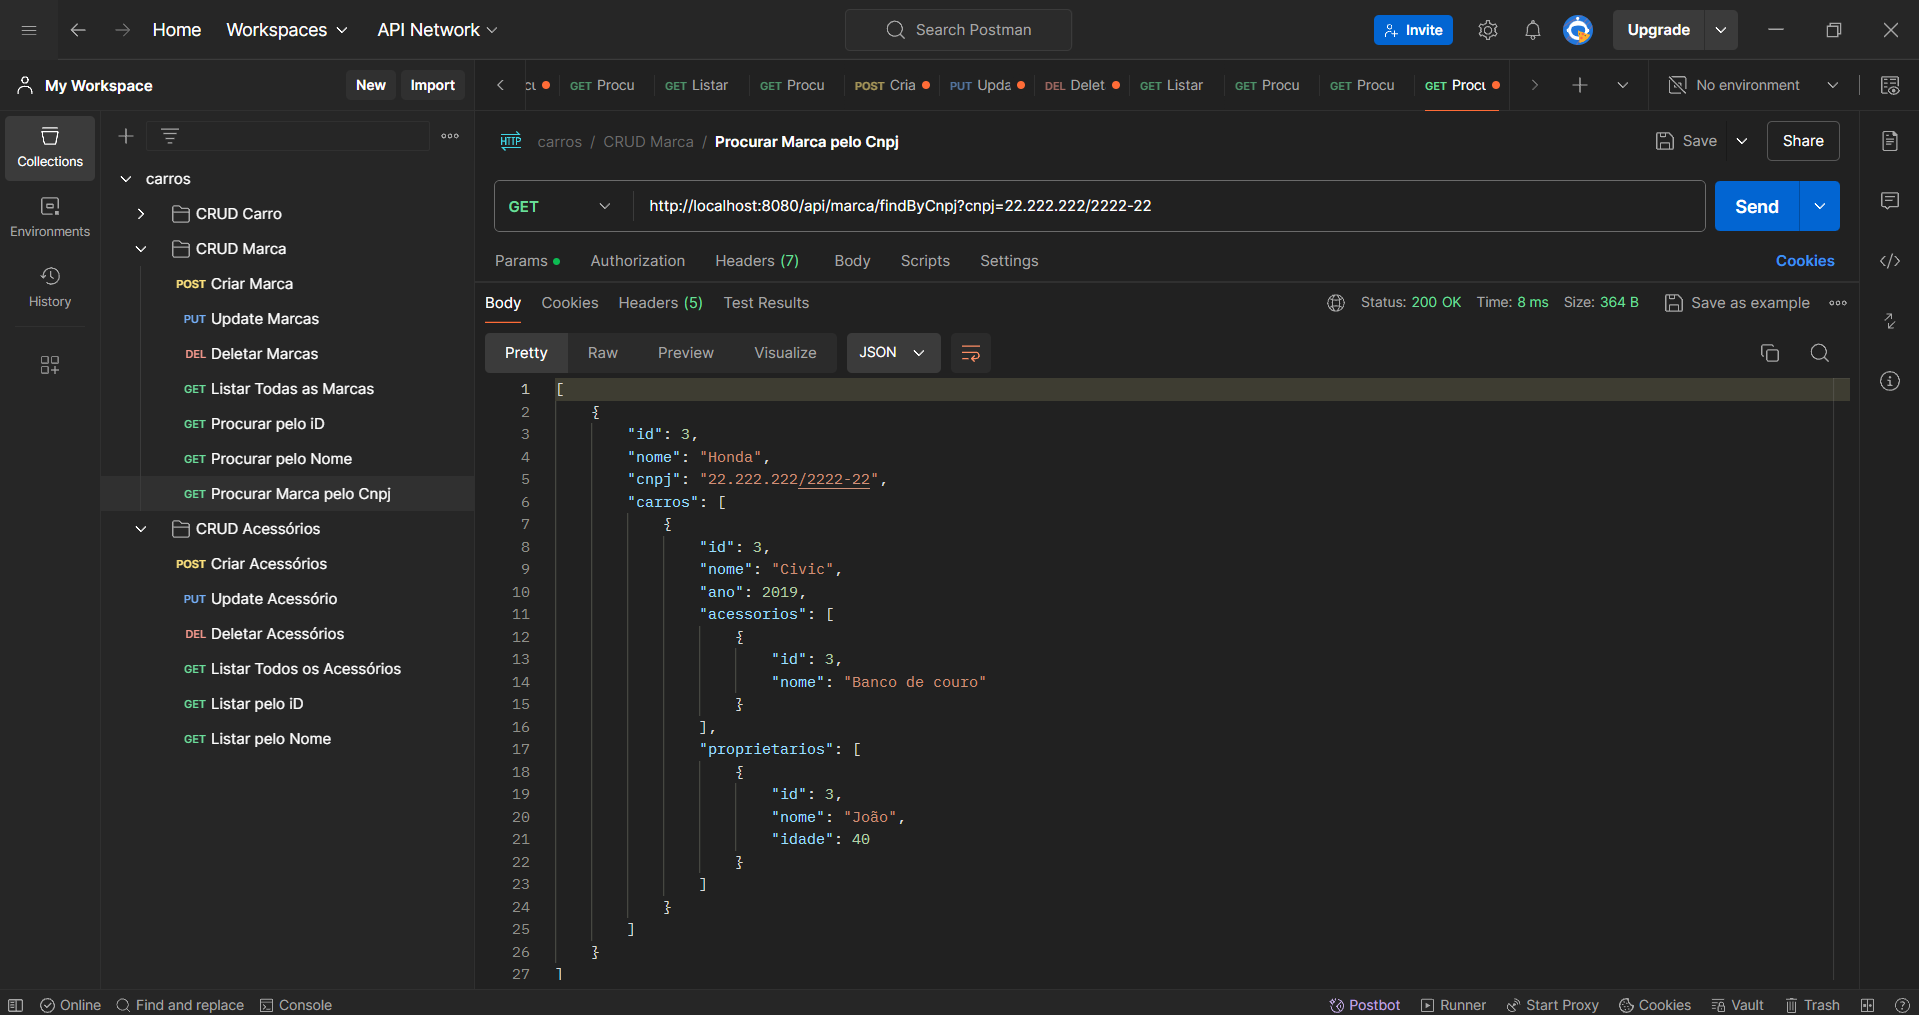 Home Workspaces API Network Search Postman Invite Upgrade
My Workspace New Import GET Procu GET Listar GET Procu POST Cria PUT Upda DEL Delet GET Listar GET Procu GET Procu GET Procu No environment
Collections
Environments
History
carros
CRUD Carro
CRUD Marca
POST Criar Marca
PUT Update Marcas
DEL Deletar Marcas
GET Listar Todas as Marcas
GET Procurar pelo iD
GET Procurar pelo Nome
GET Procurar Marca pelo Cnpj
CRUD Acessórios
POST Criar Acessórios
PUT Update Acessório
DEL Deletar Acessórios
GET Listar Todos os Acessórios
GET Listar pelo iD
GET Listar pelo Nome
HTTP carros / CRUD Marca / Procurar Marca pelo Cnpj Save Share
GET http://localhost:8080/api/marca/findByCnpj?cnpj=22.222.222/2222-22 Send
Params Authorization Headers (7) Body Scripts Settings Cookies
Body Cookies Headers (5) Test Results Status: 200 OK Time: 8 ms Size: 364 B Save as example
Pretty Raw Preview Visualize JSON
1 [
2 {
3 "id": 3,
4 "nome": "Honda",
5 "cnpj": "22.222.222/2222-22",
6 "carros": [
7 {
8 "id": 3,
9 "nome": "Civic",
10 "ano": 2019,
11 "acessorios": [
12 {
13 "id": 3,
14 "nome": "Banco de couro"
15 }
16 ],
17 "proprietarios": [
18 {
19 "id": 3,
20 "nome": "João",
21 "idade": 40
22 }
23 ]
24 }
25 ]
26 }
27 ]
Online Find and replace Console Postbot Runner Start Proxy Cookies Vault Trash